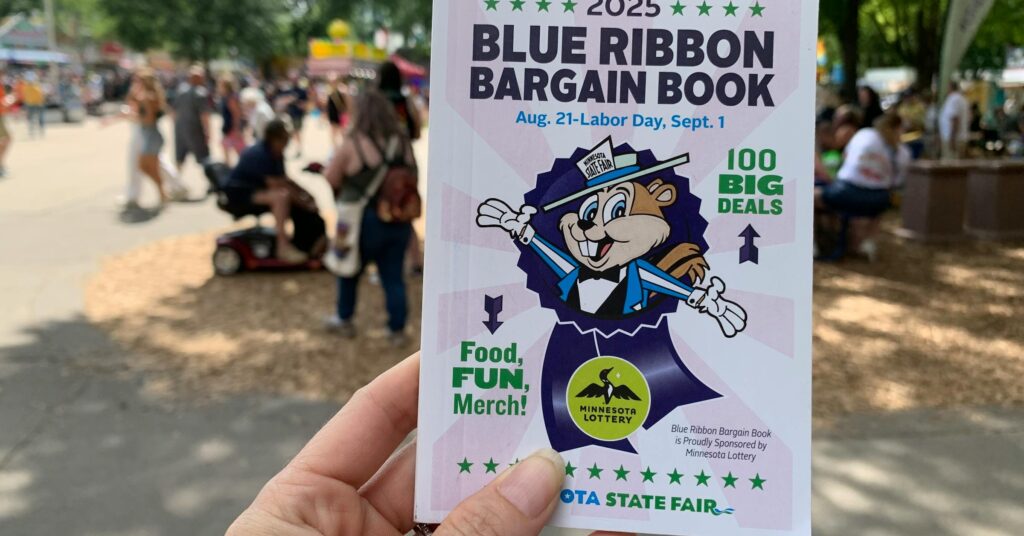 2025
BLUE RIBBON
BARGAIN BOOK
Aug. 21-Labor Day, Sept. 1
MINNESOTA
STATE FAIR
100
BIG
DEALS
Food,
FUN,
Merch!
MINNESOTA
LOTTERY
Blue Ribbon Bargain Book
is Proudly Sponsored by
Minnesota Lottery
OTA STATE FAIR